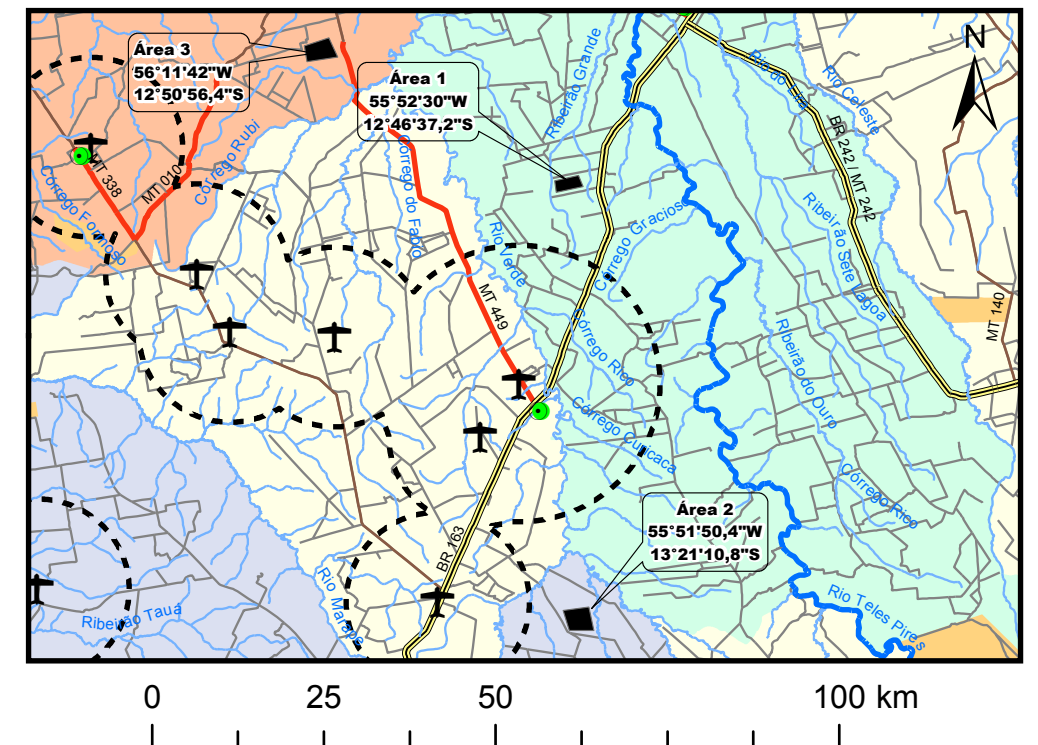 Área 3
56°11'42"W
12°50'56,4"S
Área 1
55°52'30"W
12°46'37,2"S
N
Ribeirão Grande
Rio do Lira
Rio Celeste
BR 242 / MT 242
MT 338
MT 010
Córrego Rubi
Córrego Formoso
Córrego do Fabio
Rio Verde
Córrego Gracioso
Ribeirão Sete Lagoa
MT 140
MT 449
Córrego Rico
Ribeirão do Ouro
Córrego Curicaca
Córrego Rico
Área 2
55°51'50,4"W
13°21'10,8"S
BR 163
Rio Marape
Ribeirão Tauá
Rio Teles Pires
0 25 50 100 km